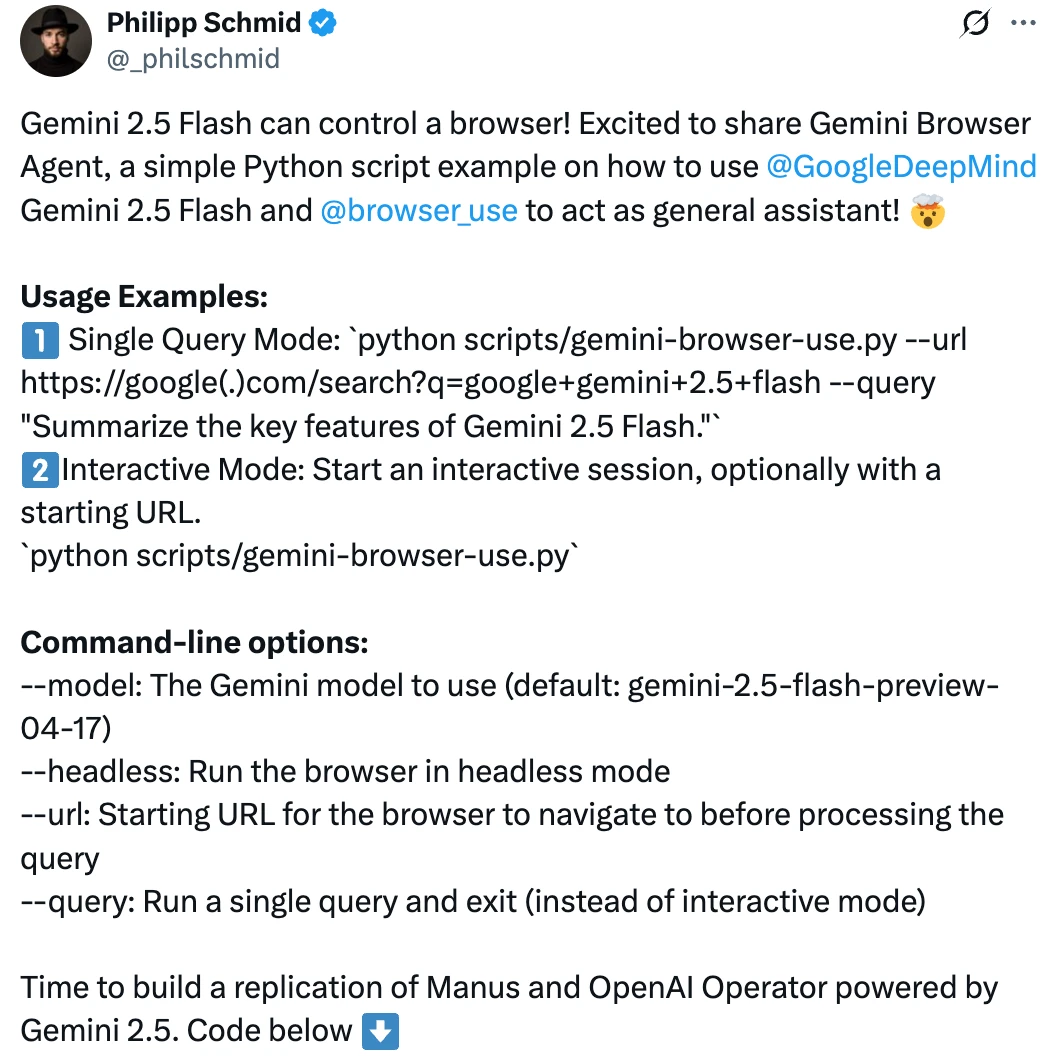 Philipp Schmid
@_philschmid
Gemini 2.5 Flash can control a browser! Excited to share Gemini Browser
Agent, a simple Python script example on how to use @GoogleDeepMind
Gemini 2.5 Flash and @browser_use to act as general assistant! 🤯
Usage Examples:
1️⃣ Single Query Mode: `python scripts/gemini-browser-use.py --url
https://google(.)com/search?q=google+gemini+2.5+flash --query
"Summarize the key features of Gemini 2.5 Flash."`
2️⃣Interactive Mode: Start an interactive session, optionally with a
starting URL.
`python scripts/gemini-browser-use.py`
Command-line options:
--model: The Gemini model to use (default: gemini-2.5-flash-preview-
04-17)
--headless: Run the browser in headless mode
--url: Starting URL for the browser to navigate to before processing the
query
--query: Run a single query and exit (instead of interactive mode)
Time to build a replication of Manus and OpenAI Operator powered by
Gemini 2.5. Code below ⬇️